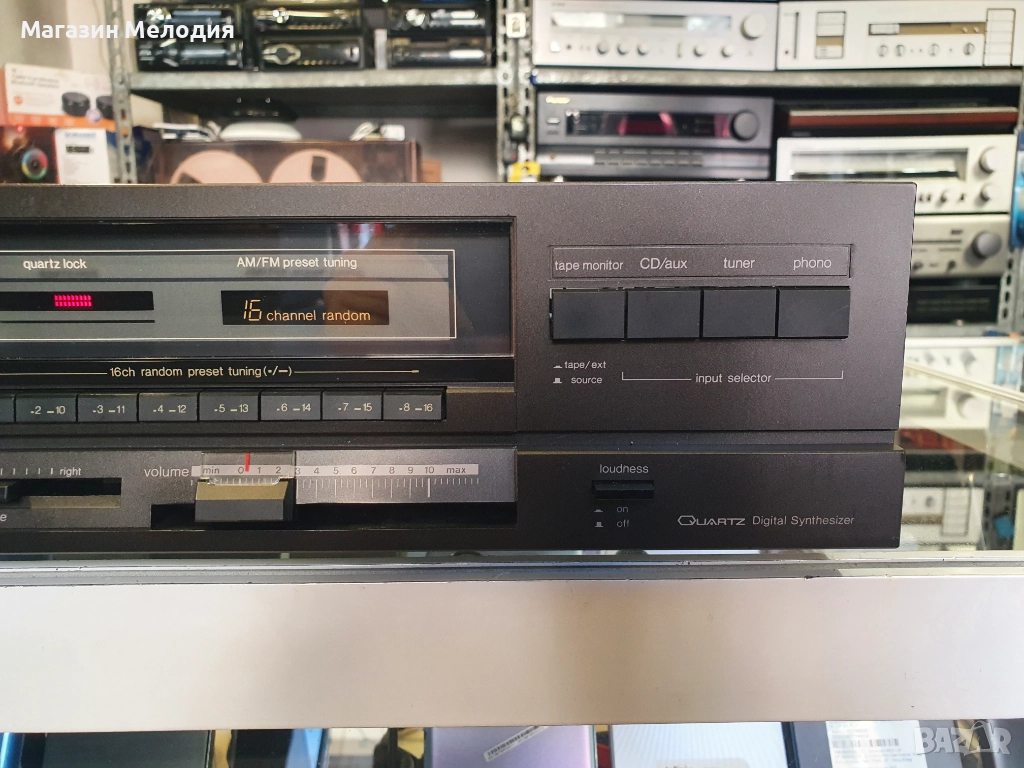 Магазин Мелодия
quartz lock
AM/FM preset tuning
16 channel random
16ch random preset tuning(·/—)
·2 —10
·3 —11
·4 —12
·5 —13
·6 —14
·7 —15
·8 —16
tape monitor CD/aux tuner phono
tape/ext
source
input selector
right
volume min 0 1 2 3 4 5 6 7 8 9 10 max
loudness
on
off
QUARTZ Digital Synthesizer
BAZAR